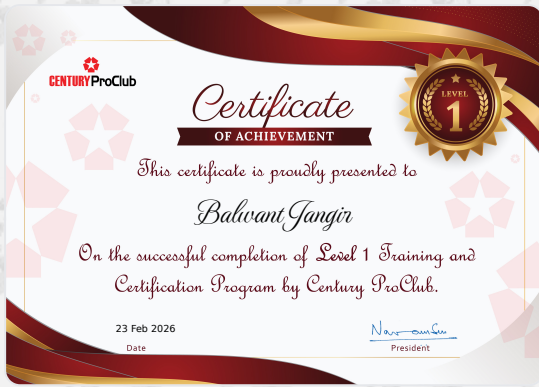 CENTURY ProClub
Certificate
OF ACHIEVEMENT
LEVEL
1
This certificate is proudly presented to
Balwant Jangir
On the successful completion of Level 1 Training and
Certification Program by Century ProClub.
23 Feb 2026
Date
President